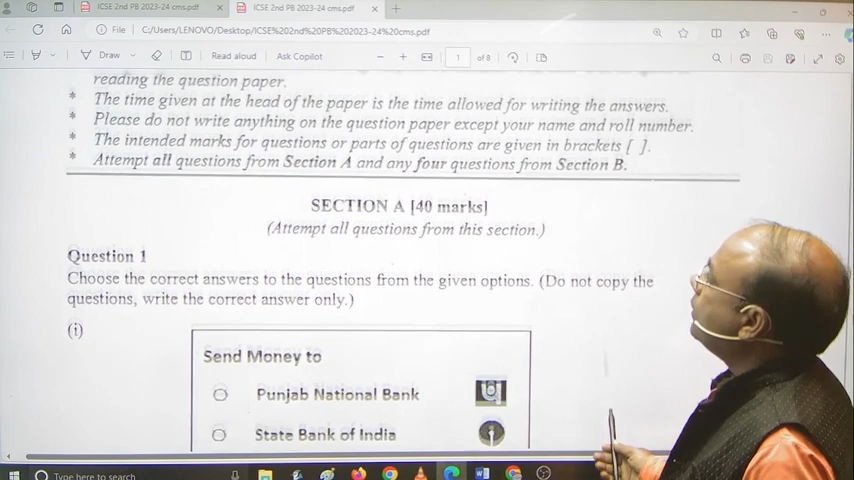 ICSE 2nd PB 2023-24 cms.pdf
ICSE 2nd PB 2023-24 cms.pdf
File C:/Users/LENOVO/Desktop/ICSE%202nd%20PB%202023-24%20cms.pdf
Draw Read aloud Ask Copilot 1 of 8
reading the question paper.
* The time given at the head of the paper is the time allowed for writing the answers.
* Please do not write anything on the question paper except your name and roll number.
* The intended marks for questions or parts of questions are given in brackets [ ].
* Attempt all questions from Section A and any four questions from Section B.
SECTION A [40 marks]
(Attempt all questions from this section.)
Question 1
Choose the correct answers to the questions from the given options. (Do not copy the
questions, write the correct answer only.)
(i)
Send Money to
Punjab National Bank
State Bank of India
Type here to search